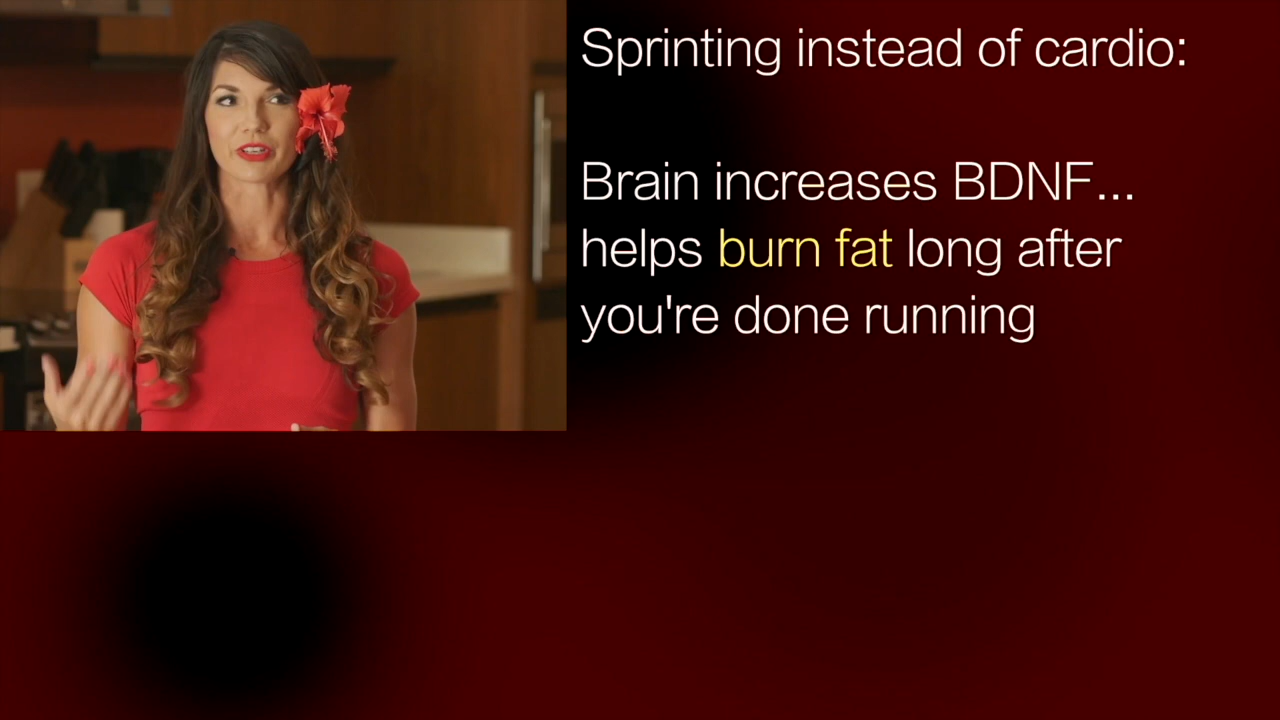 Sprinting instead of cardio:
Brain increases BDNF...
helps burn fat long after
you're done running